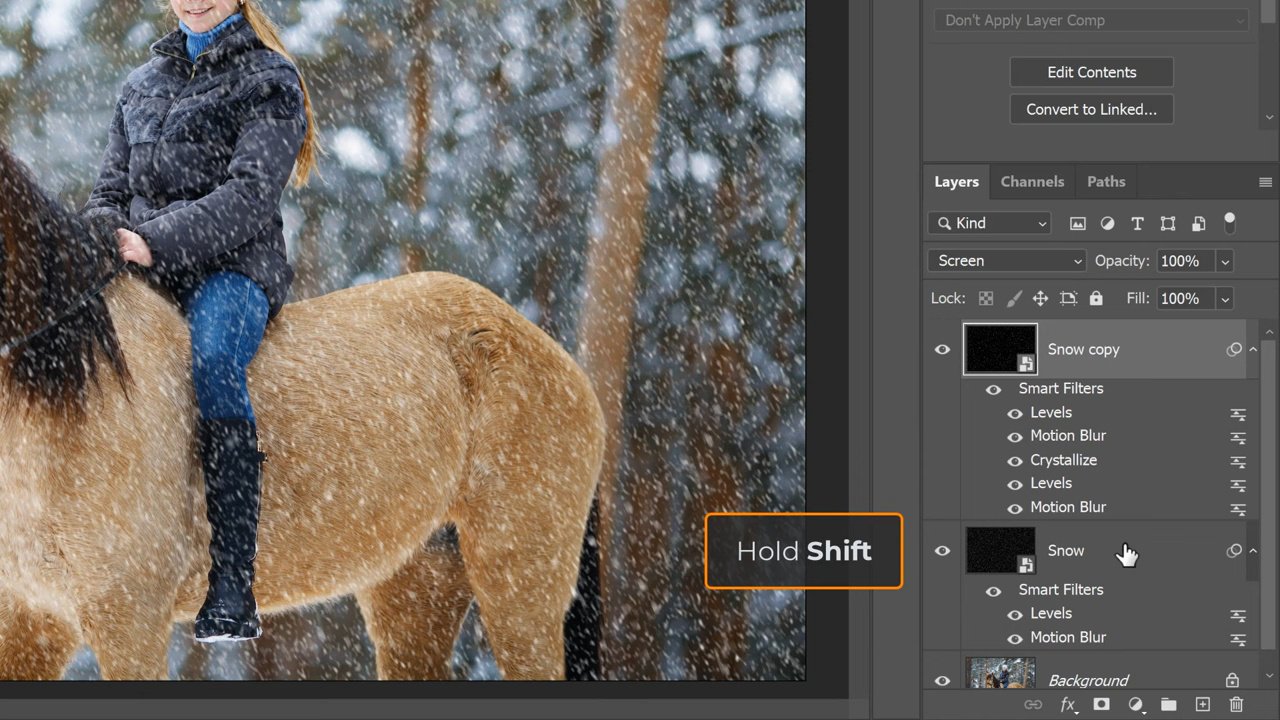 Don't Apply Layer Comp
Edit Contents
Convert to Linked...
Layers Channels Paths
Kind
Screen Opacity: 100%
Lock: Fill: 100%
Snow copy
Smart Filters
Levels
Motion Blur
Crystallize
Levels
Motion Blur
Hold Shift
Snow
Smart Filters
Levels
Motion Blur
Background
fx